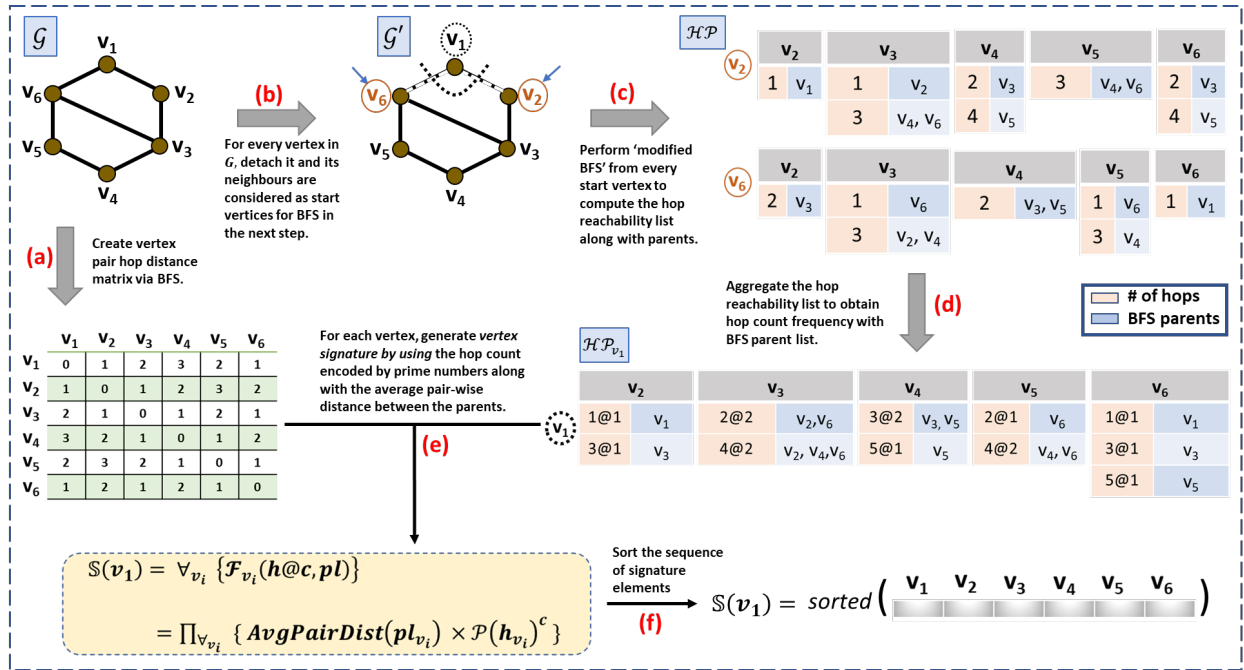 𝒢
v1
v6
v2
v5
v3
v4
(b)
For every vertex in
G, detach it and its
neighbours are
considered as start
vertices for BFS in
the next step.
𝒢′
v1
v6
v2
v5
v3
v4
(c)
Perform ‘modified
BFS’ from every
start vertex to
compute the hop
reachability list
along with parents.
ℋ𝒫
v2
v2 v3 v4 v5 v6
1 v1 1 v2 2 v3 3 v4, v6 2 v3
3 v4, v6 4 v5 4 v5
v6
v2 v3 v4 v5 v6
2 v3 1 v6 2 v3, v5 1 v6 1 v1
3 v2, v4 3 v4
(a)
Create vertex
pair hop distance
matrix via BFS.
Aggregate the hop
reachability list to obtain
hop count frequency with
BFS parent list.
(d)
# of hops
BFS parents
v1 v2 v3 v4 v5 v6
v1 0 1 2 3 2 1
v2 1 0 1 2 3 2
v3 2 1 0 1 2 1
v4 3 2 1 0 1 2
v5 2 3 2 1 0 1
v6 1 2 1 2 1 0
For each vertex, generate vertex
signature by using the hop count
encoded by prime numbers along
with the average pair-wise
distance between the parents.
(e)
ℋ𝒫v1
v1
v2 v3 v4 v5 v6
1@1 v1 2@2 v2,v6 3@2 v3, v5 2@1 v6 1@1 v1
3@1 v3 4@2 v2, v4,v6 5@1 v5 4@2 v4, v6 3@1 v3
5@1 v5
𝕊(v1) = ∀vi {ℱvi(h@c, pl)}
= ∏∀vi { AvgPairDist(plvi) × 𝒫(hvi)^c }
Sort the sequence
of signature
elements
(f)
𝕊(v1) = sorted ( v1 v2 v3 v4 v5 v6 )